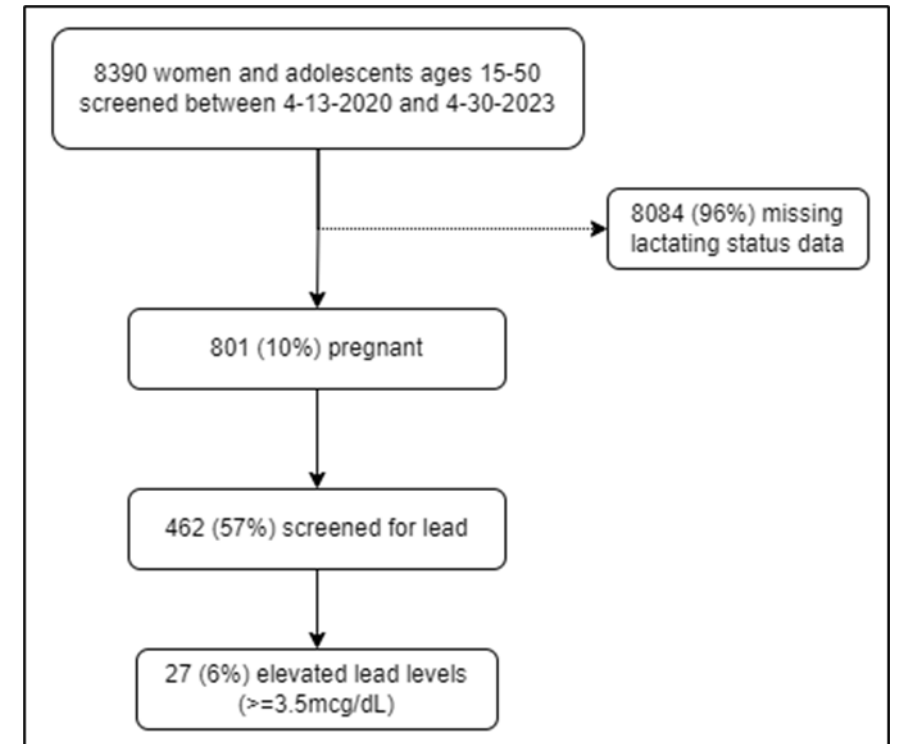 8390 women and adolescents ages 15-50
screened between 4-13-2020 and 4-30-2023
8084 (96%) missing
lactating status data
801 (10%) pregnant
462 (57%) screened for lead
27 (6%) elevated lead levels
(>=3.5mcg/dL)